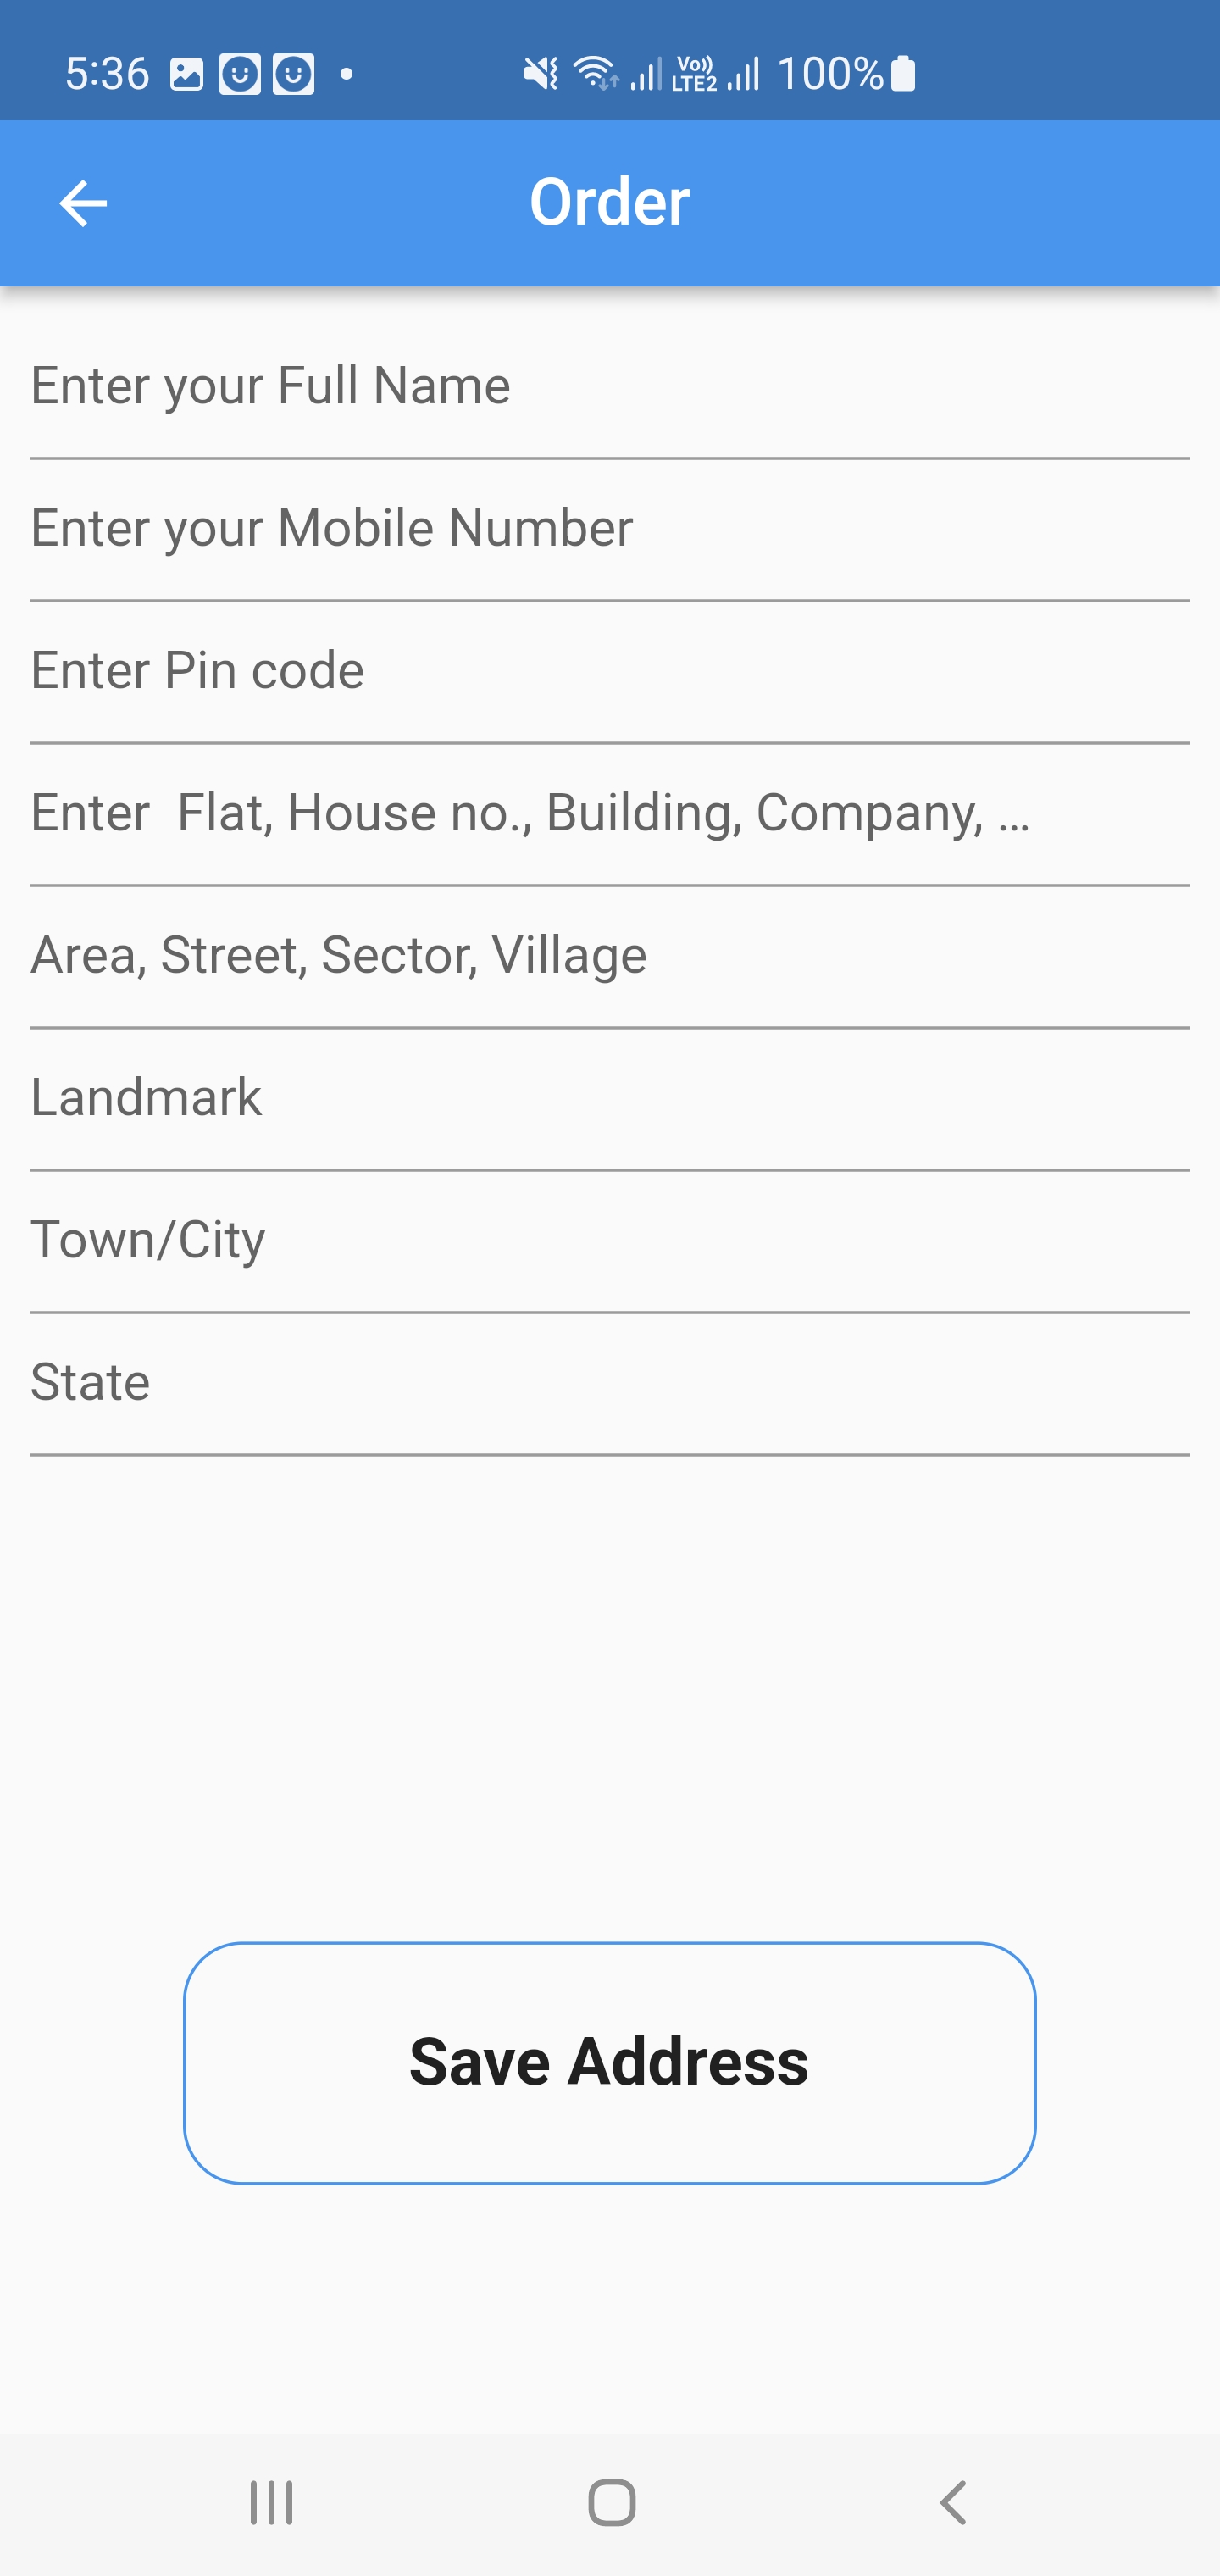 5:36 Vo)) LTE2 100%
Order
Enter your Full Name
Enter your Mobile Number
Enter Pin code
Enter  Flat, House no., Building, Company, ...
Area, Street, Sector, Village
Landmark
Town/City
State
Save Address